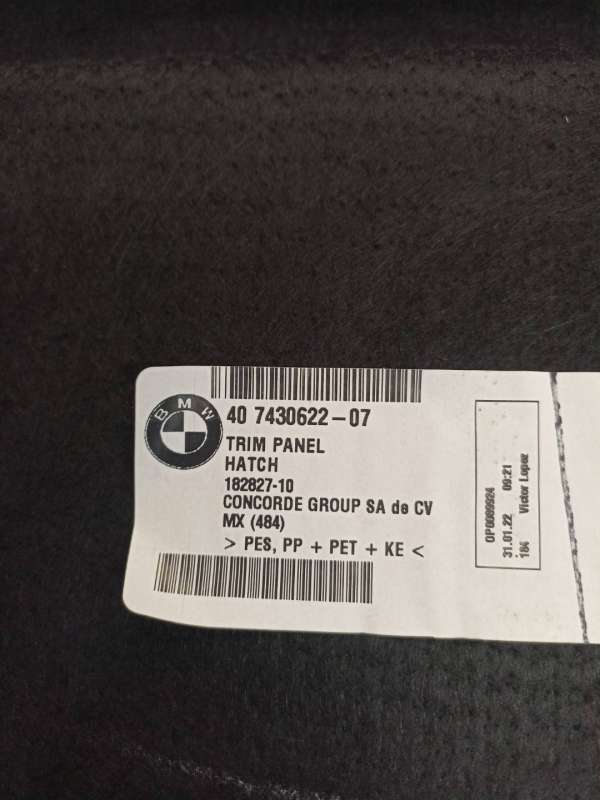 BMW
40 7430622-07
TRIM PANEL
HATCH
182827-10
CONCORDE GROUP SA de CV
MX (484)
> PES, PP + PET + KE <
OP0089924
31.01.22 09:21
184 Victor Lopez